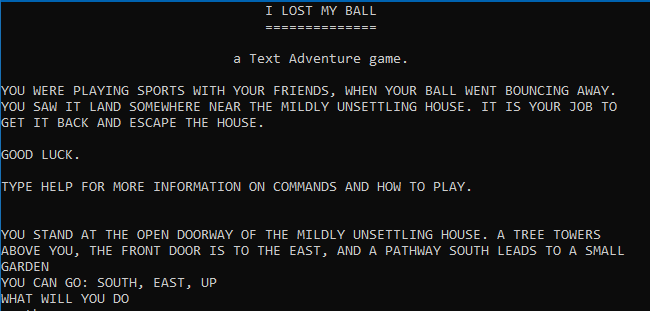 I LOST MY BALL
==============
a Text Adventure game.
YOU WERE PLAYING SPORTS WITH YOUR FRIENDS, WHEN YOUR BALL WENT BOUNCING AWAY.
YOU SAW IT LAND SOMEWHERE NEAR THE MILDLY UNSETTLING HOUSE. IT IS YOUR JOB TO
GET IT BACK AND ESCAPE THE HOUSE.
GOOD LUCK.
TYPE HELP FOR MORE INFORMATION ON COMMANDS AND HOW TO PLAY.
YOU STAND AT THE OPEN DOORWAY OF THE MILDLY UNSETTLING HOUSE. A TREE TOWERS
ABOVE YOU, THE FRONT DOOR IS TO THE EAST, AND A PATHWAY SOUTH LEADS TO A SMALL
GARDEN
YOU CAN GO: SOUTH, EAST, UP
WHAT WILL YOU DO